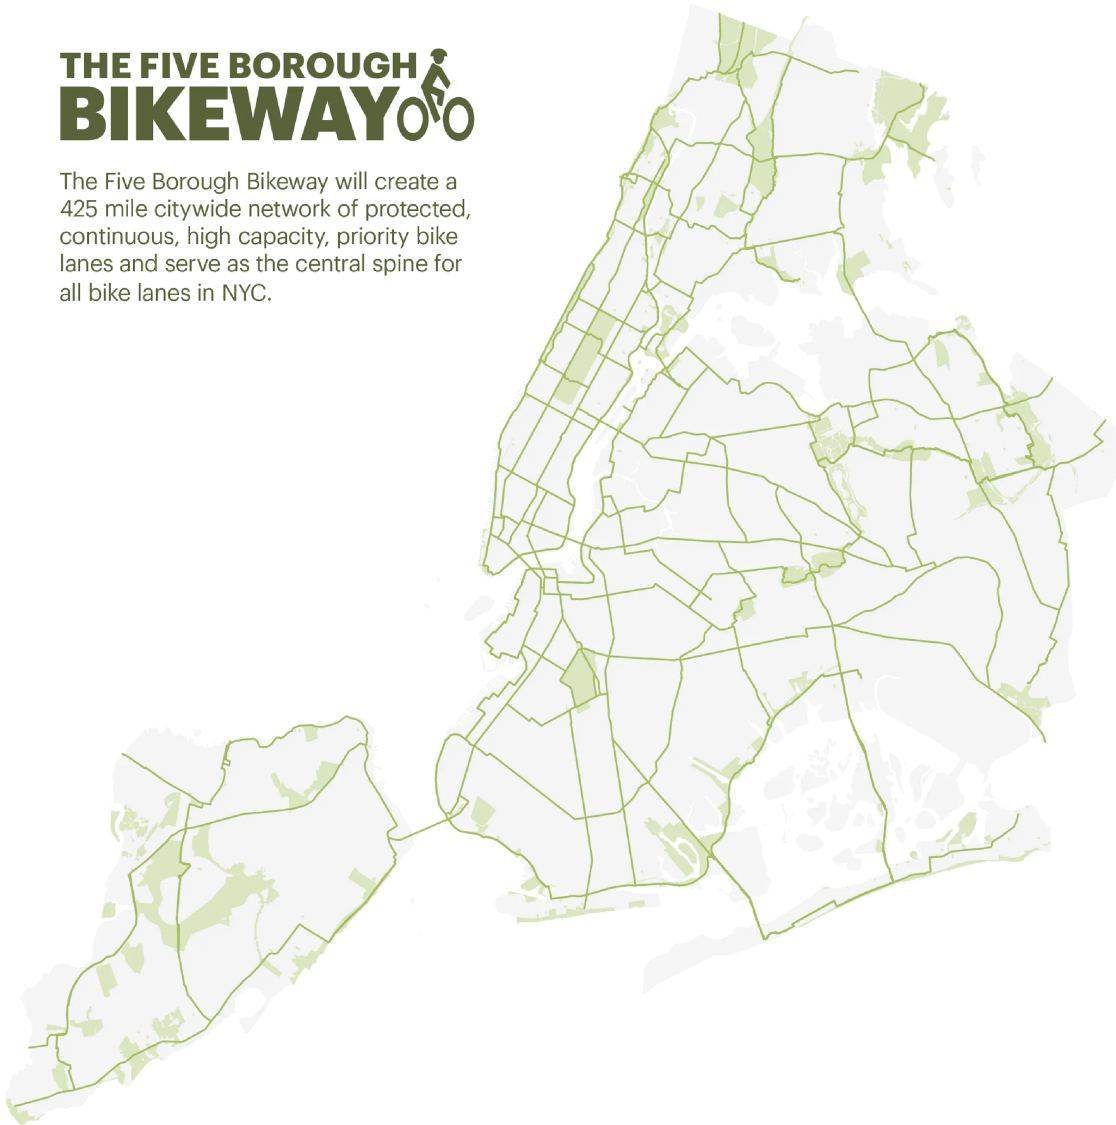 THE FIVE BOROUGH
BIKEWAY
The Five Borough Bikeway will create a
425 mile citywide network of protected,
continuous, high capacity, priority bike
lanes and serve as the central spine for
all bike lanes in NYC.